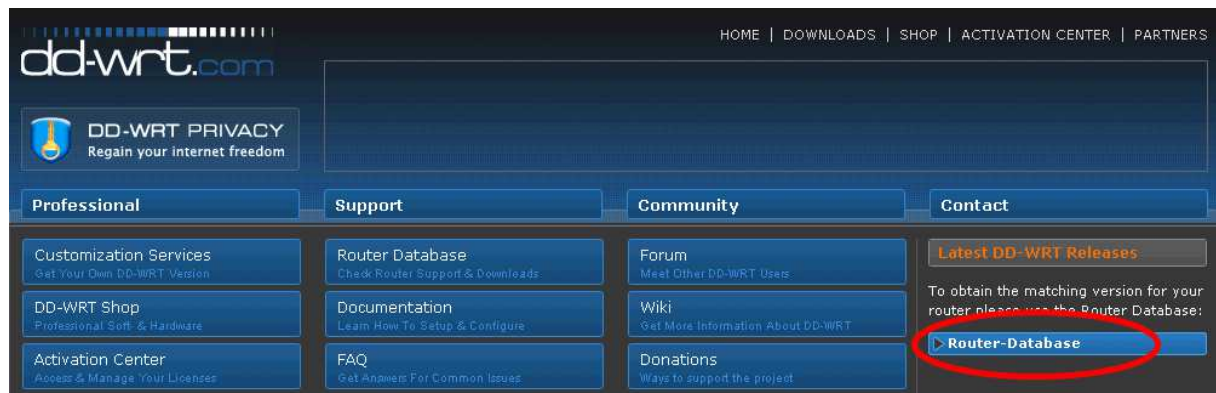 HOME | DOWNLOADS | SHOP | ACTIVATION CENTER | PARTNERS
dd-wrt.com
DD-WRT PRIVACY
Regain your internet freedom
Professional
Support
Community
Contact
Customization Services
Get Your Own DD-WRT Version
DD-WRT Shop
Professional Soft- & Hardware
Activation Center
Access & Manage Your Licenses
Router Database
Check Router Support & Downloads
Documentation
Learn How To Setup & Configure
FAQ
Get Answers For Common Issues
Forum
Meet Other DD-WRT Users
Wiki
Get More Information About DD-WRT
Donations
Ways to support the project
Latest DD-WRT Releases
To obtain the matching version for your
router please use the Router Database:
Router-Database